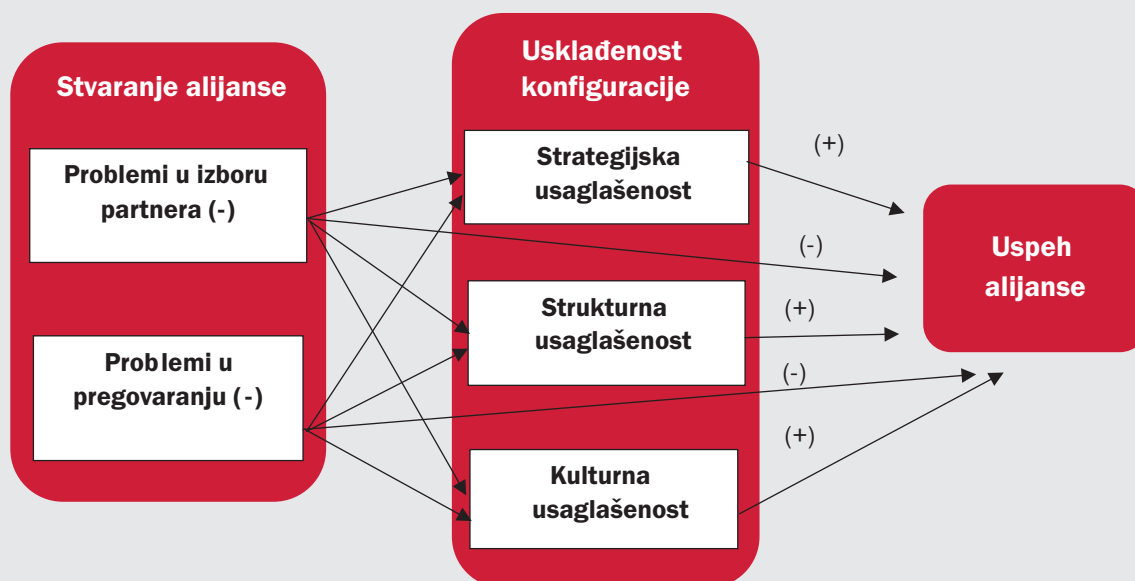 Stvaranje alijanse
Problemi u izboru
partnera (-)
Problemi u
pregovaranju (-)
Usklađenost
konfiguracije
Strategijska
usaglašenost
Strukturna
usaglašenost
Kulturna
usaglašenost
(+)
(-)
(+)
(-)
(+)
Uspeh
alijanse